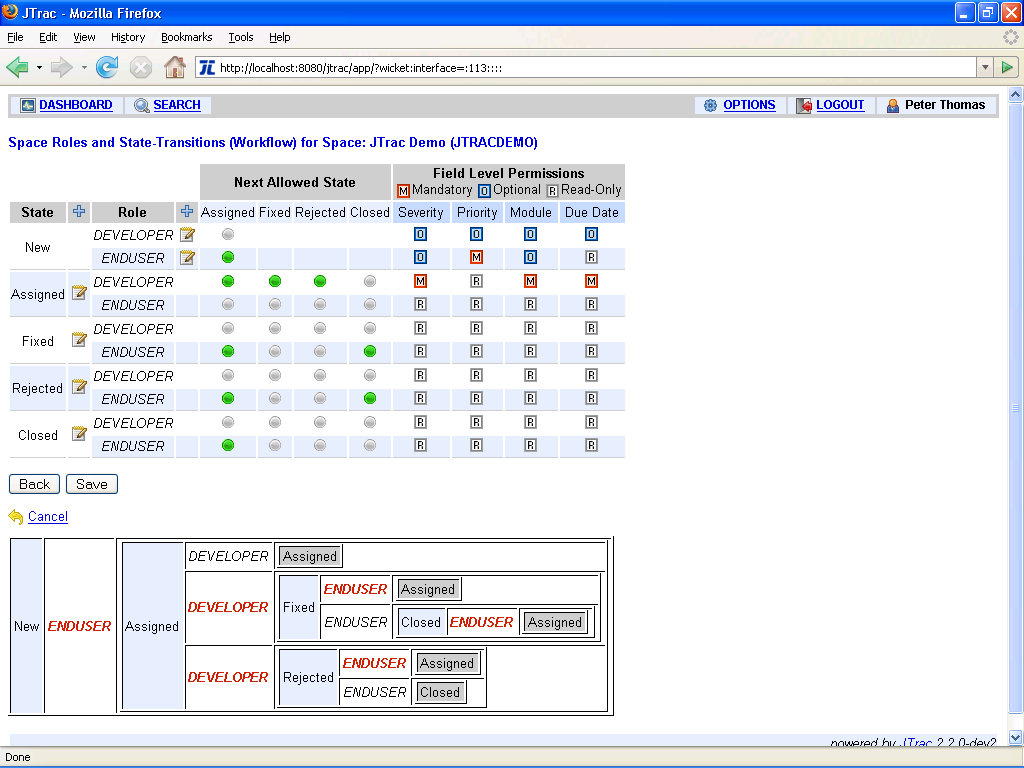 JTrac - Mozilla Firefox
File Edit View History Bookmarks Tools Help
http://localhost:8080/jtrac/app/?wicket:interface=:113::::
DASHBOARD SEARCH OPTIONS LOGOUT Peter Thomas
Space Roles and State-Transitions (Workflow) for Space: JTrac Demo (JTRACDEMO)
Next Allowed State Field Level Permissions
M Mandatory O Optional R Read-Only
State Role Assigned Fixed Rejected Closed Severity Priority Module Due Date
New DEVELOPER O O O O
ENDUSER O M O R
Assigned DEVELOPER M R M M
ENDUSER R R R R
Fixed DEVELOPER R R R R
ENDUSER R R R R
Rejected DEVELOPER R R R R
ENDUSER R R R R
Closed DEVELOPER R R R R
ENDUSER R R R R
Back Save
Cancel
New ENDUSER Assigned DEVELOPER Assigned
DEVELOPER Fixed ENDUSER Assigned
ENDUSER Closed ENDUSER Assigned
DEVELOPER Rejected ENDUSER Assigned
ENDUSER Closed
powered by JTrac 2.2.0-dev2
Done